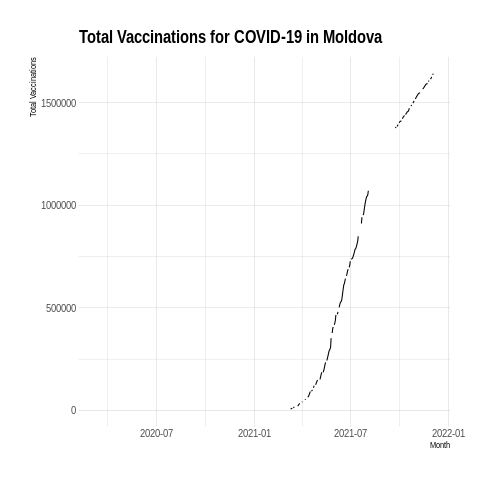 Total Vaccinations for COVID-19 in Moldova
Total Vaccinations
1500000
1000000
500000
0
2020-07 2021-01 2021-07 2022-01
Month